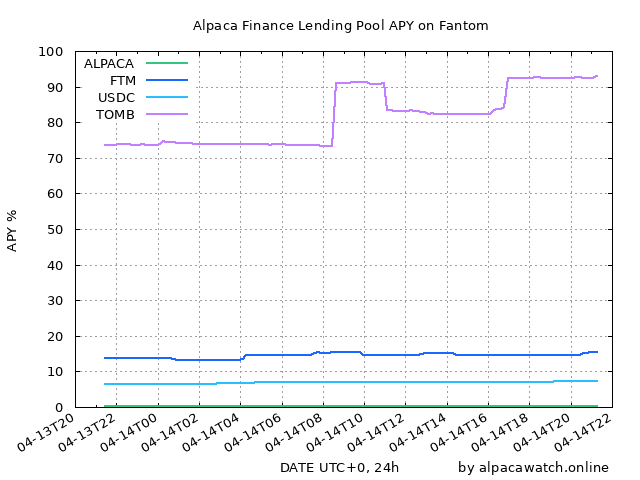 Alpaca Finance Lending Pool APY on Fantom
ALPACA
FTM
USDC
TOMB
APY %
100
90
80
70
60
50
40
30
20
10
0
04-13T20
04-13T22
04-14T00
04-14T02
04-14T04
04-14T06
04-14T08
04-14T10
04-14T12
04-14T14
04-14T16
04-14T18
04-14T20
04-14T22
DATE UTC+0, 24h
by alpacawatch.online